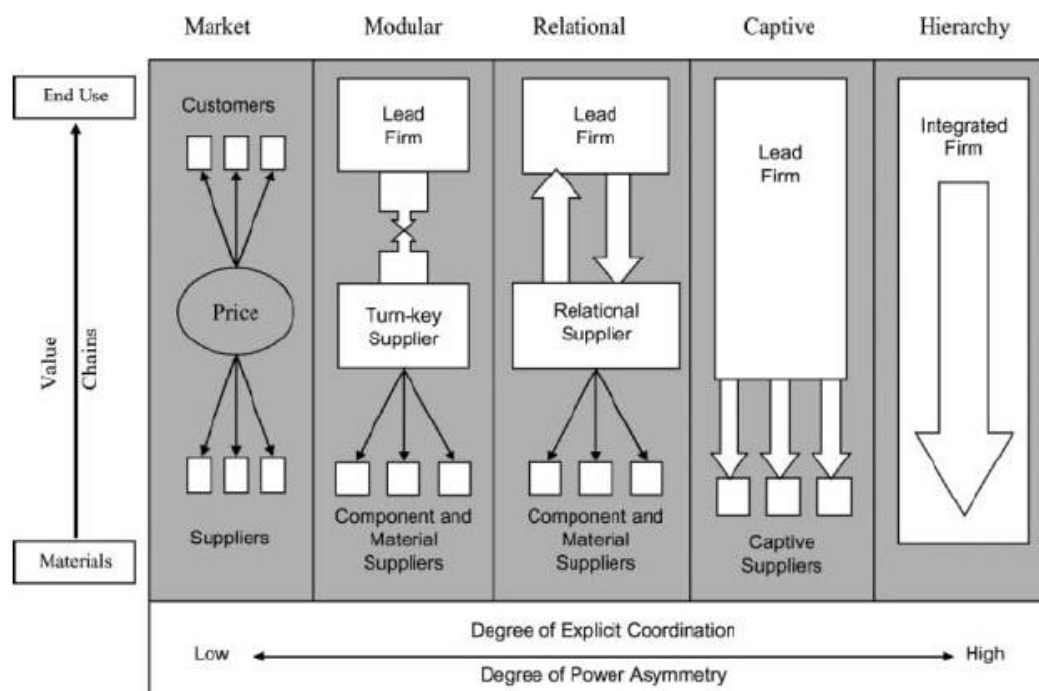 Market
Modular
Relational
Captive
Hierarchy
End Use
Value
Chains
Materials
Customers
Price
Suppliers
Lead
Firm
Turn-key
Supplier
Component and
Material
Suppliers
Lead
Firm
Relational
Supplier
Component and
Material
Suppliers
Lead
Firm
Captive
Suppliers
Integrated
Firm
Degree of Explicit Coordination
Low
High
Degree of Power Asymmetry